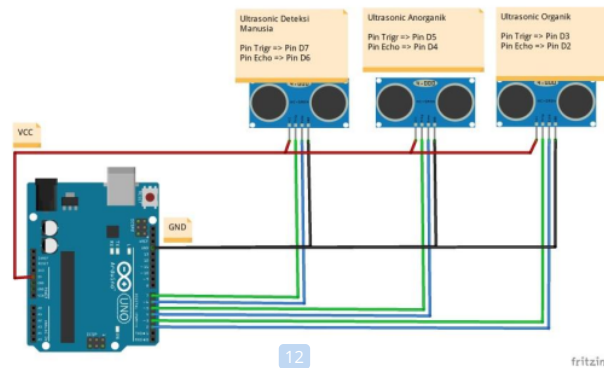 Ultrasonic Deteksi
Manusia
Pin Trigr => Pin D7
Pin Echo => Pin D6
Ultrasonic Anorganik
Pin Trigr => Pin D5
Pin Echo => Pin D4
Ultrasonic Organik
Pin Trigr => Pin D3
Pin Echo => Pin D2
VCC
GND
UNO
12
fritzin